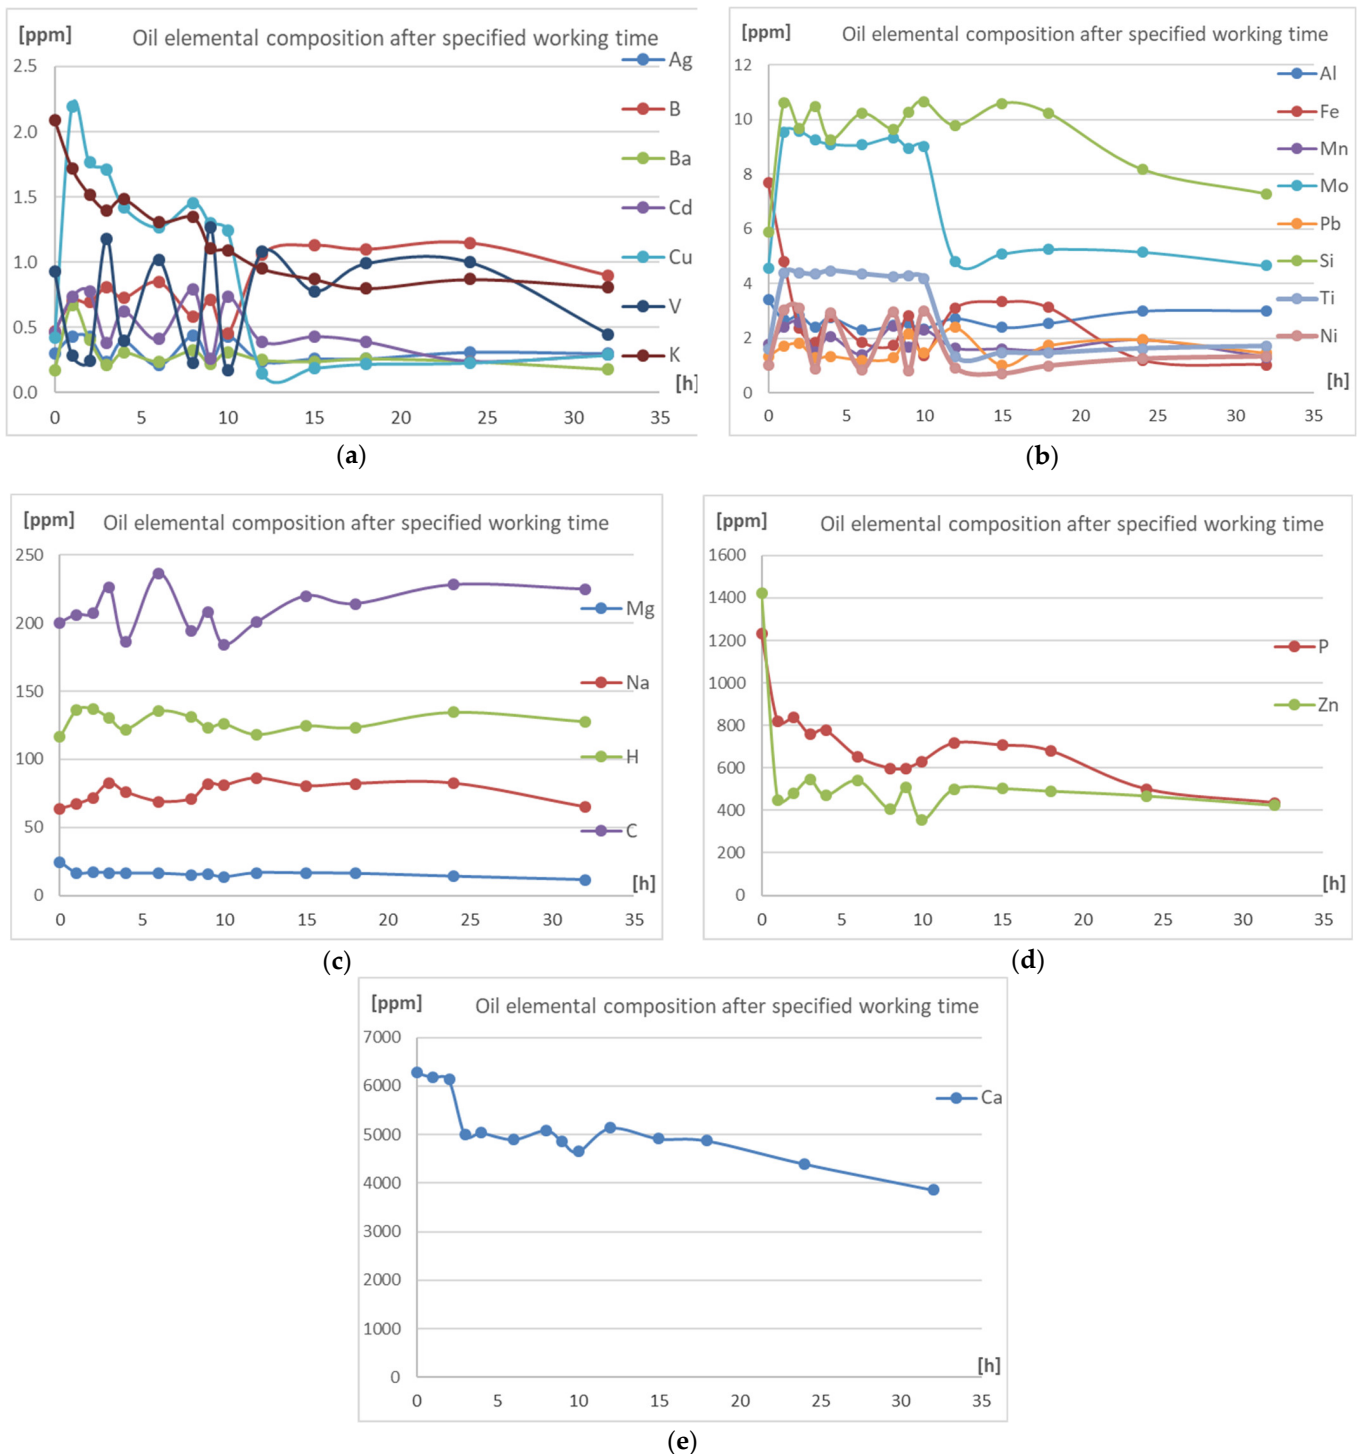 [ppm] Oil elemental composition after specified working time
2.5
2.0
1.5
1.0
0.5
0.0
0 5 10 15 20 25 30 35
[h]
Ag
B
Ba
Cd
Cu
V
K
(a)
[ppm] Oil elemental composition after specified working time
12
10
8
6
4
2
0
0 5 10 15 20 25 30 35
[h]
Al
Fe
Mn
Mo
Pb
Si
Ti
Ni
(b)
[ppm] Oil elemental composition after specified working time
250
200
150
100
50
0
0 5 10 15 20 25 30 35
[h]
Mg
Na
H
C
(c)
[ppm] Oil elemental composition after specified working time
1600
1400
1200
1000
800
600
400
200
0
0 5 10 15 20 25 30 35
[h]
P
Zn
(d)
[ppm] Oil elemental composition after specified working time
7000
6000
5000
4000
3000
2000
1000
0
0 5 10 15 20 25 30 35
[h]
Ca
(e)